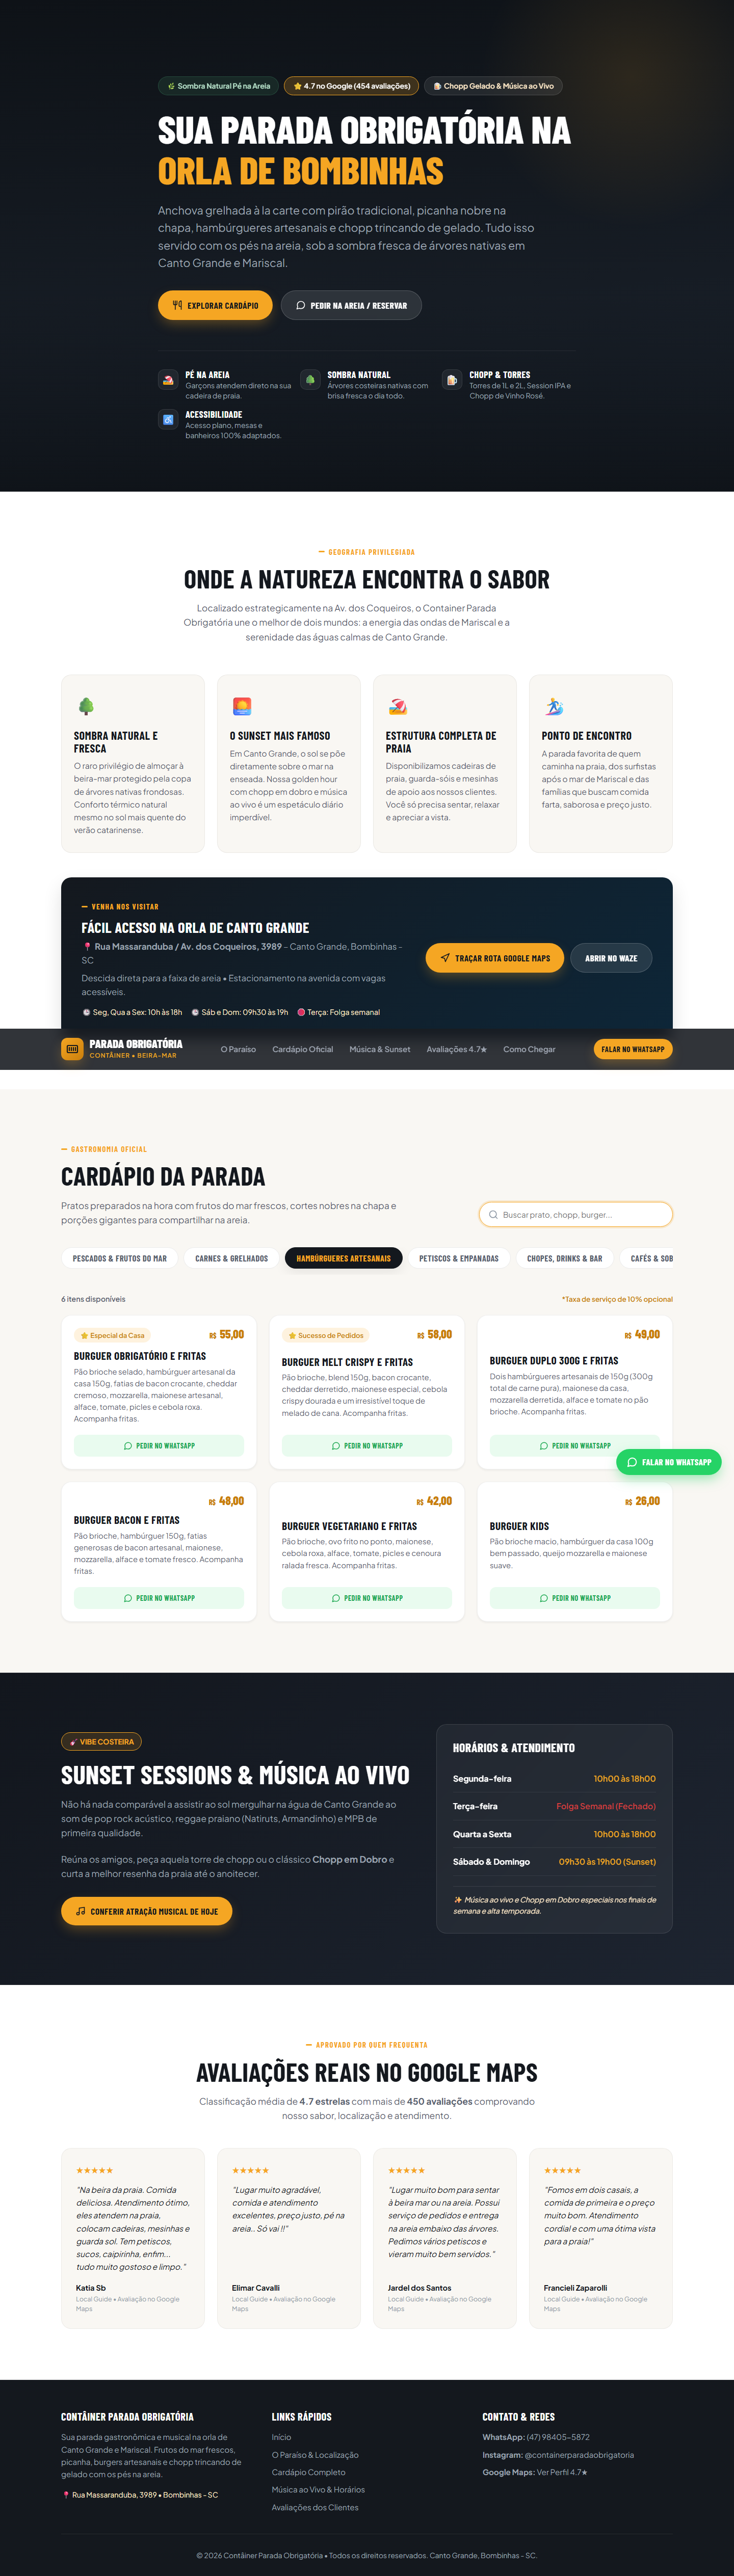 Sombra Natural Pé na Areia
4.7 no Google (454 avaliações)
Chopp Gelado & Música ao Vivo
SUA PARADA OBRIGATÓRIA NA
ORLA DE BOMBINHAS
Anchova grelhada à la carte com pirão tradicional, picanha nobre na
chapa, hambúrgueres artesanais e chopp trincando de gelado. Tudo isso
servido com os pés na areia, sob a sombra fresca de árvores nativas em
Canto Grande e Mariscal.
EXPLORAR CARDÁPIO
PEDIR NA AREIA / RESERVAR
PÉ NA AREIA
Garçons atendem direto na sua
cadeira de praia.
SOMBRA NATURAL
Árvores costeiras nativas com
brisa fresca o dia todo.
CHOPP & TORRES
Torres de 1L e 2L, Session IPA e
Chopp de Vinho Rosé.
ACESSIBILIDADE
Acesso plano, mesas e
banheiros 100% adaptados.
GEOGRAFIA PRIVILEGIADA
ONDE A NATUREZA ENCONTRA O SABOR
Localizado estrategicamente na Av. dos Coqueiros, o Container Parada
Obrigatória une o melhor de dois mundos: a energia das ondas de Mariscal e a
serenidade das águas calmas de Canto Grande.
SOMBRA NATURAL E
FRESCA
O raro privilégio de almoçar à
beira-mar protegido pela copa
de árvores nativas frondosas.
Conforto térmico natural
mesmo no sol mais quente do
verão catarinense.
O SUNSET MAIS FAMOSO
Em Canto Grande, o sol se põe
diretamente sobre o mar na
enseada. Nossa golden hour
com chopp em dobro e música
ao vivo é um espetáculo diário
imperdível.
ESTRUTURA COMPLETA DE
PRAIA
Disponibilizamos cadeiras de
praia, guarda-sóis e mesinhas
de apoio aos nossos clientes.
Você só precisa sentar, relaxar
e apreciar a vista.
PONTO DE ENCONTRO
A parada favorita de quem
caminha na praia, dos surfistas
após o mar de Mariscal e das
famílias que buscam comida
farta, saborosa e preço justo.
VENHA NOS VISITAR
FÁCIL ACESSO NA ORLA DE CANTO GRANDE
Rua Massaranduba / Av. dos Coqueiros, 3989 – Canto Grande, Bombinhas -
SC
Descida direta para a faixa de areia • Estacionamento na avenida com vagas
acessíveis.
Seg, Qua a Sex: 10h às 18h
Sáb e Dom: 09h30 às 19h
Terça: Folga semanal
TRAÇAR ROTA GOOGLE MAPS
ABRIR NO WAZE
PARADA OBRIGATÓRIA
CONTÂINER • BEIRA-MAR
O Paraíso
Cardápio Oficial
Música & Sunset
Avaliações 4.7★
Como Chegar
FALAR NO WHATSAPP
GASTRONOMIA OFICIAL
CARDÁPIO DA PARADA
Pratos preparados na hora com frutos do mar frescos, cortes nobres na chapa e
porções gigantes para compartilhar na areia.
Buscar prato, chopp, burger...
PESCADOS & FRUTOS DO MAR
CARNES & GRELHADOS
HAMBÚRGUERES ARTESANAIS
PETISCOS & EMPANADAS
CHOPES, DRINKS & BAR
CAFÉS & SOB
6 itens disponíveis
*Taxa de serviço de 10% opcional
Especial da Casa
R$ 55,00
BURGUER OBRIGATÓRIO E FRITAS
Pão brioche selado, hambúrguer artesanal da
casa 150g, fatias de bacon crocante, cheddar
cremoso, mozzarella, maionese artesanal,
alface, tomate, picles e cebola roxa.
Acompanha fritas.
PEDIR NO WHATSAPP
Sucesso de Pedidos
R$ 58,00
BURGUER MELT CRISPY E FRITAS
Pão brioche, blend 150g, bacon crocante,
cheddar derretido, maionese especial, cebola
crispy dourada e um irresistível toque de
melado de cana. Acompanha fritas.
PEDIR NO WHATSAPP
R$ 49,00
BURGUER DUPLO 300G E FRITAS
Dois hambúrgueres artesanais de 150g (300g
total de carne pura), maionese da casa,
mozzarella derretida, alface e tomate no pão
brioche. Acompanha fritas.
PEDIR NO WHATSAPP
FALAR NO WHATSAPP
R$ 48,00
BURGUER BACON E FRITAS
Pão brioche, hambúrguer 150g, fatias
generosas de bacon artesanal, maionese,
mozzarella, alface e tomate fresco. Acompanha
fritas.
PEDIR NO WHATSAPP
R$ 42,00
BURGUER VEGETARIANO E FRITAS
Pão brioche, ovo frito no ponto, maionese,
cebola roxa, alface, tomate, picles e cenoura
ralada fresca. Acompanha fritas.
PEDIR NO WHATSAPP
R$ 26,00
BURGUER KIDS
Pão brioche macio, hambúrguer da casa 100g
bem passado, queijo mozzarella e maionese
suave.
PEDIR NO WHATSAPP
VIBE COSTEIRA
SUNSET SESSIONS & MÚSICA AO VIVO
Não há nada comparável a assistir ao sol mergulhar na água de Canto Grande ao
som de pop rock acústico, reggae praiano (Natiruts, Armandinho) e MPB de
primeira qualidade.
Reúna os amigos, peça aquela torre de chopp ou o clássico Chopp em Dobro e
curta a melhor resenha da praia até o anoitecer.
CONFERIR ATRAÇÃO MUSICAL DE HOJE
HORÁRIOS & ATENDIMENTO
Segunda-feira
10h00 às 18h00
Terça-feira
Folga Semanal (Fechado)
Quarta a Sexta
10h00 às 18h00
Sábado & Domingo
09h30 às 19h00 (Sunset)
Música ao vivo e Chopp em Dobro especiais nos finais de
semana e alta temporada.
APROVADO POR QUEM FREQUENTA
AVALIAÇÕES REAIS NO GOOGLE MAPS
Classificação média de 4.7 estrelas com mais de 450 avaliações comprovando
nosso sabor, localização e atendimento.
★★★★★
"Na beira da praia. Comida
deliciosa. Atendimento ótimo,
eles atendem na praia,
colocam cadeiras, mesinhas e
guarda sol. Tem petiscos,
sucos, caipirinha, enfim...
tudo muito gostoso e limpo."
Katia Sb
Local Guide • Avaliação no Google
Maps
★★★★★
"Lugar muito agradável,
comida e atendimento
excelentes, preço justo, pé na
areia.. Só vai !!"
Elimar Cavalli
Local Guide • Avaliação no Google
Maps
★★★★★
"Lugar muito bom para sentar
à beira mar ou na areia. Possui
serviço de pedidos e entrega
na areia embaixo das árvores.
Pedimos vários petiscos e
vieram muito bem servidos."
Jardel dos Santos
Local Guide • Avaliação no Google
Maps
★★★★★
"Fomos em dois casais, a
comida de primeira e o preço
muito bom. Atendimento
cordial e com uma ótima vista
para a praia!"
Francieli Zaparolli
Local Guide • Avaliação no Google
Maps
CONTÂINER PARADA OBRIGATÓRIA
Sua parada gastronômica e musical na orla de
Canto Grande e Mariscal. Frutos do mar frescos,
picanha, burgers artesanais e chopp trincando de
gelado com os pés na areia.
Rua Massaranduba, 3989 • Bombinhas - SC
LINKS RÁPIDOS
Início
O Paraíso & Localização
Cardápio Completo
Música ao Vivo & Horários
Avaliações dos Clientes
CONTATO & REDES
WhatsApp: (47) 98405-5872
Instagram: @containerparadaobrigatoria
Google Maps: Ver Perfil 4.7★
© 2026 Contâiner Parada Obrigatória • Todos os direitos reservados. Canto Grande, Bombinhas - SC.